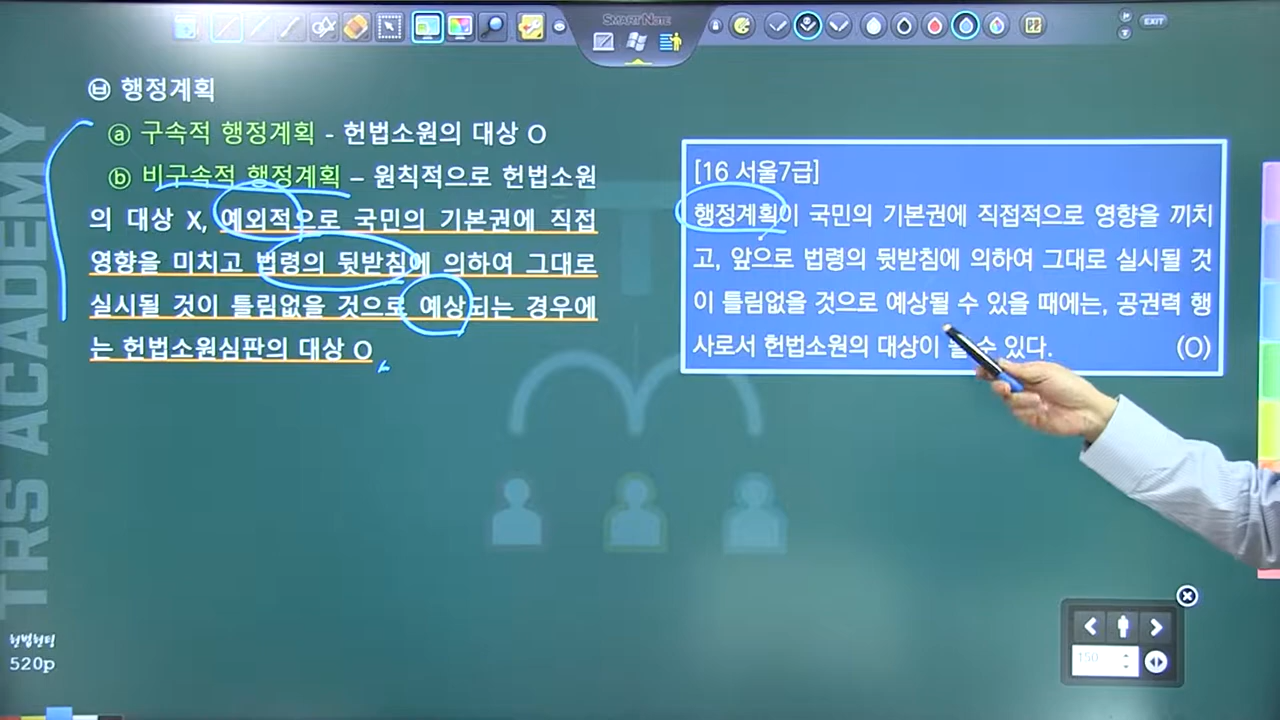 SMART NOTE
EXIT
ㅂ 행정계획
ⓐ 구속적 행정계획 - 헌법소원의 대상 O
ⓑ 비구속적 행정계획 – 원칙적으로 헌법소원
의 대상 X, 예외적으로 국민의 기본권에 직접
영향을 미치고 법령의 뒷받침에 의하여 그대로
실시될 것이 틀림없을 것으로 예상되는 경우에
는 헌법소원심판의 대상 O
[16 서울7급]
행정계획이 국민의 기본권에 직접적으로 영향을 끼치
고, 앞으로 법령의 뒷받침에 의하여 그대로 실시될 것
이 틀림없을 것으로 예상될 수 있을 때에는, 공권력 행
사로서 헌법소원의 대상이 될 수 있다. (O)
TRS ACADEMY
헌법헌터
520p
150